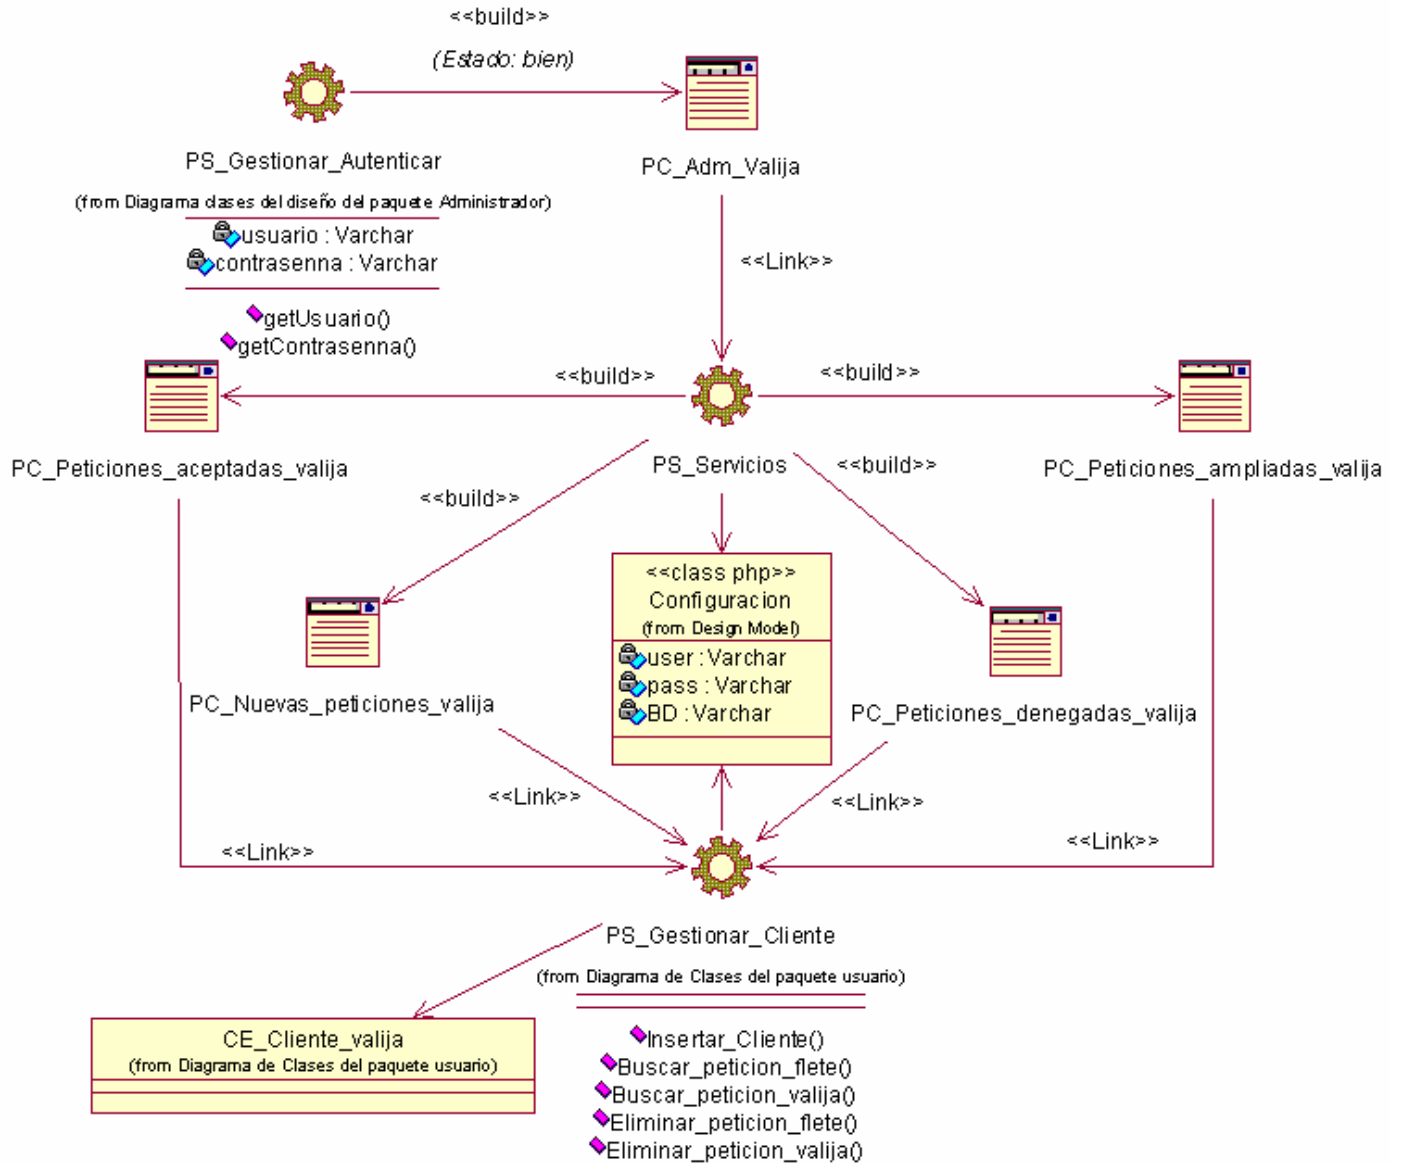 <<build>>
(Estado: bien)
PS_Gestionar_Autenticar
(from Diagrama clases del diseño del paquete Administrador)
usuario : Varchar
contrasenna : Varchar
getUsuario()
getContrasenna()
PC_Adm_Valija
<<Link>>
<<build>>
<<build>>
PC_Peticiones_aceptadas_valija
PS_Servicios
<<build>>
PC_Peticiones_ampliadas_valija
<<build>>
<<class php>>
Configuracion
(from Design Model)
user : Varchar
pass : Varchar
BD : Varchar
PC_Nuevas_peticiones_valija
PC_Peticiones_denegadas_valija
<<Link>>
<<Link>>
<<Link>>
<<Link>>
PS_Gestionar_Cliente
(from Diagrama de Clases del paquete usuario)
Insertar_Cliente()
Buscar_peticion_flete()
Buscar_peticion_valija()
Eliminar_peticion_flete()
Eliminar_peticion_valija()
CE_Cliente_valija
(from Diagrama de Clases del paquete usuario)